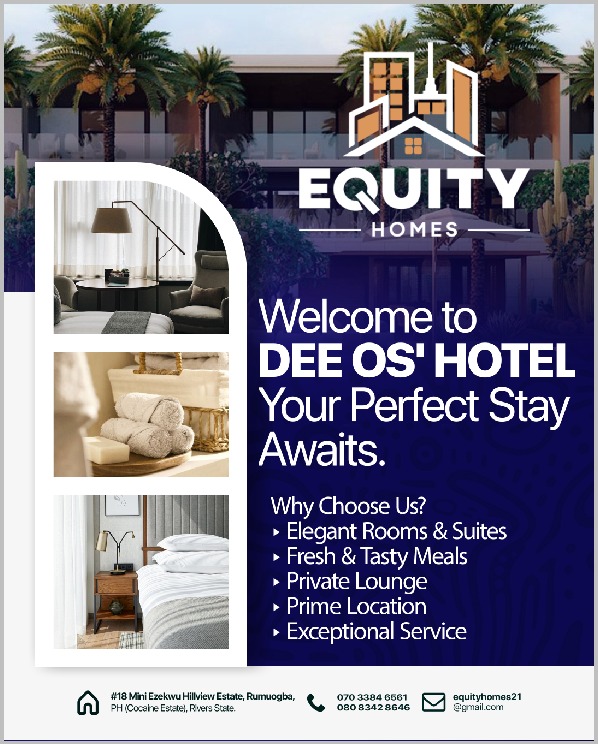 EQUITY
HOMES
Welcome to
DEE OS' HOTEL
Your Perfect Stay
Awaits.
Why Choose Us?
Elegant Rooms & Suites
Fresh & Tasty Meals
Private Lounge
Prime Location
Exceptional Service
#18 Mini Ezekwu Hillview Estate, Rumuogba,
PH (Cocaine Estate), Rivers State.
070 3384 6561
080 8342 8646
equityhomes21
@gmail.com